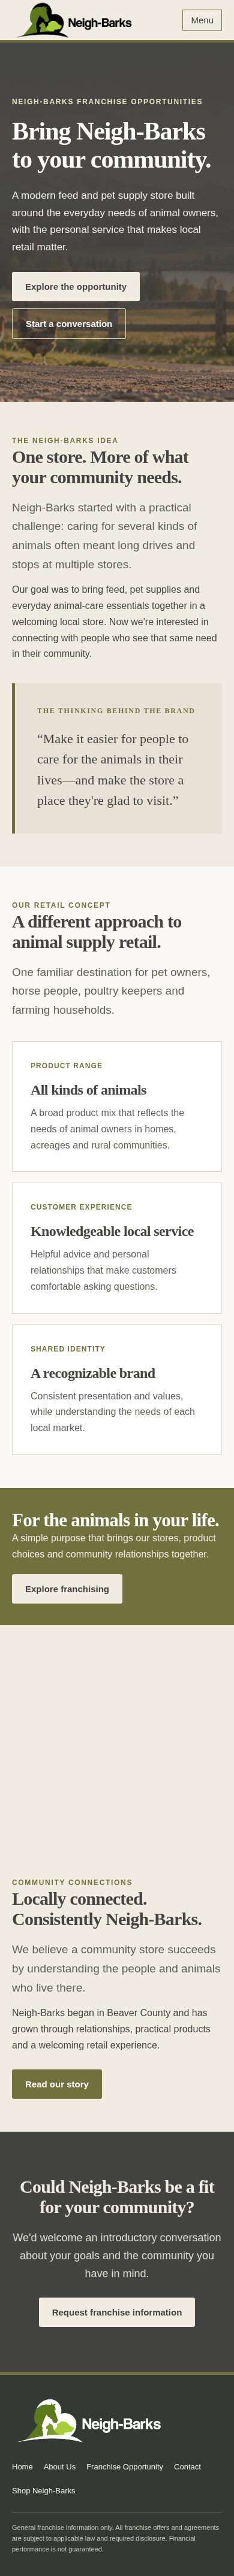 Neigh-Barks
Menu
NEIGH-BARKS FRANCHISE OPPORTUNITIES
Bring Neigh-Barks
to your community.
A modern feed and pet supply store built
around the everyday needs of animal owners,
with the personal service that makes local
retail matter.
Explore the opportunity
Start a conversation
THE NEIGH-BARKS IDEA
One store. More of what
your community needs.
Neigh-Barks started with a practical
challenge: caring for several kinds of
animals often meant long drives and
stops at multiple stores.
Our goal was to bring feed, pet supplies and
everyday animal-care essentials together in a
welcoming local store. Now we're interested in
connecting with people who see that same need
in their community.
THE THINKING BEHIND THE BRAND
“Make it easier for people to
care for the animals in their
lives—and make the store a
place they're glad to visit.”
OUR RETAIL CONCEPT
A different approach to
animal supply retail.
One familiar destination for pet owners,
horse people, poultry keepers and
farming households.
PRODUCT RANGE
All kinds of animals
A broad product mix that reflects the
needs of animal owners in homes,
acreages and rural communities.
CUSTOMER EXPERIENCE
Knowledgeable local service
Helpful advice and personal
relationships that make customers
comfortable asking questions.
SHARED IDENTITY
A recognizable brand
Consistent presentation and values,
while understanding the needs of each
local market.
For the animals in your life.
A simple purpose that brings our stores, product
choices and community relationships together.
Explore franchising
COMMUNITY CONNECTIONS
Locally connected.
Consistently Neigh-Barks.
We believe a community store succeeds
by understanding the people and animals
who live there.
Neigh-Barks began in Beaver County and has
grown through relationships, practical products
and a welcoming retail experience.
Read our story
Could Neigh-Barks be a fit
for your community?
We'd welcome an introductory conversation
about your goals and the community you
have in mind.
Request franchise information
Neigh-Barks
Home About Us Franchise Opportunity Contact
Shop Neigh-Barks
General franchise information only. All franchise offers and agreements
are subject to applicable law and required disclosure. Financial
performance is not guaranteed.